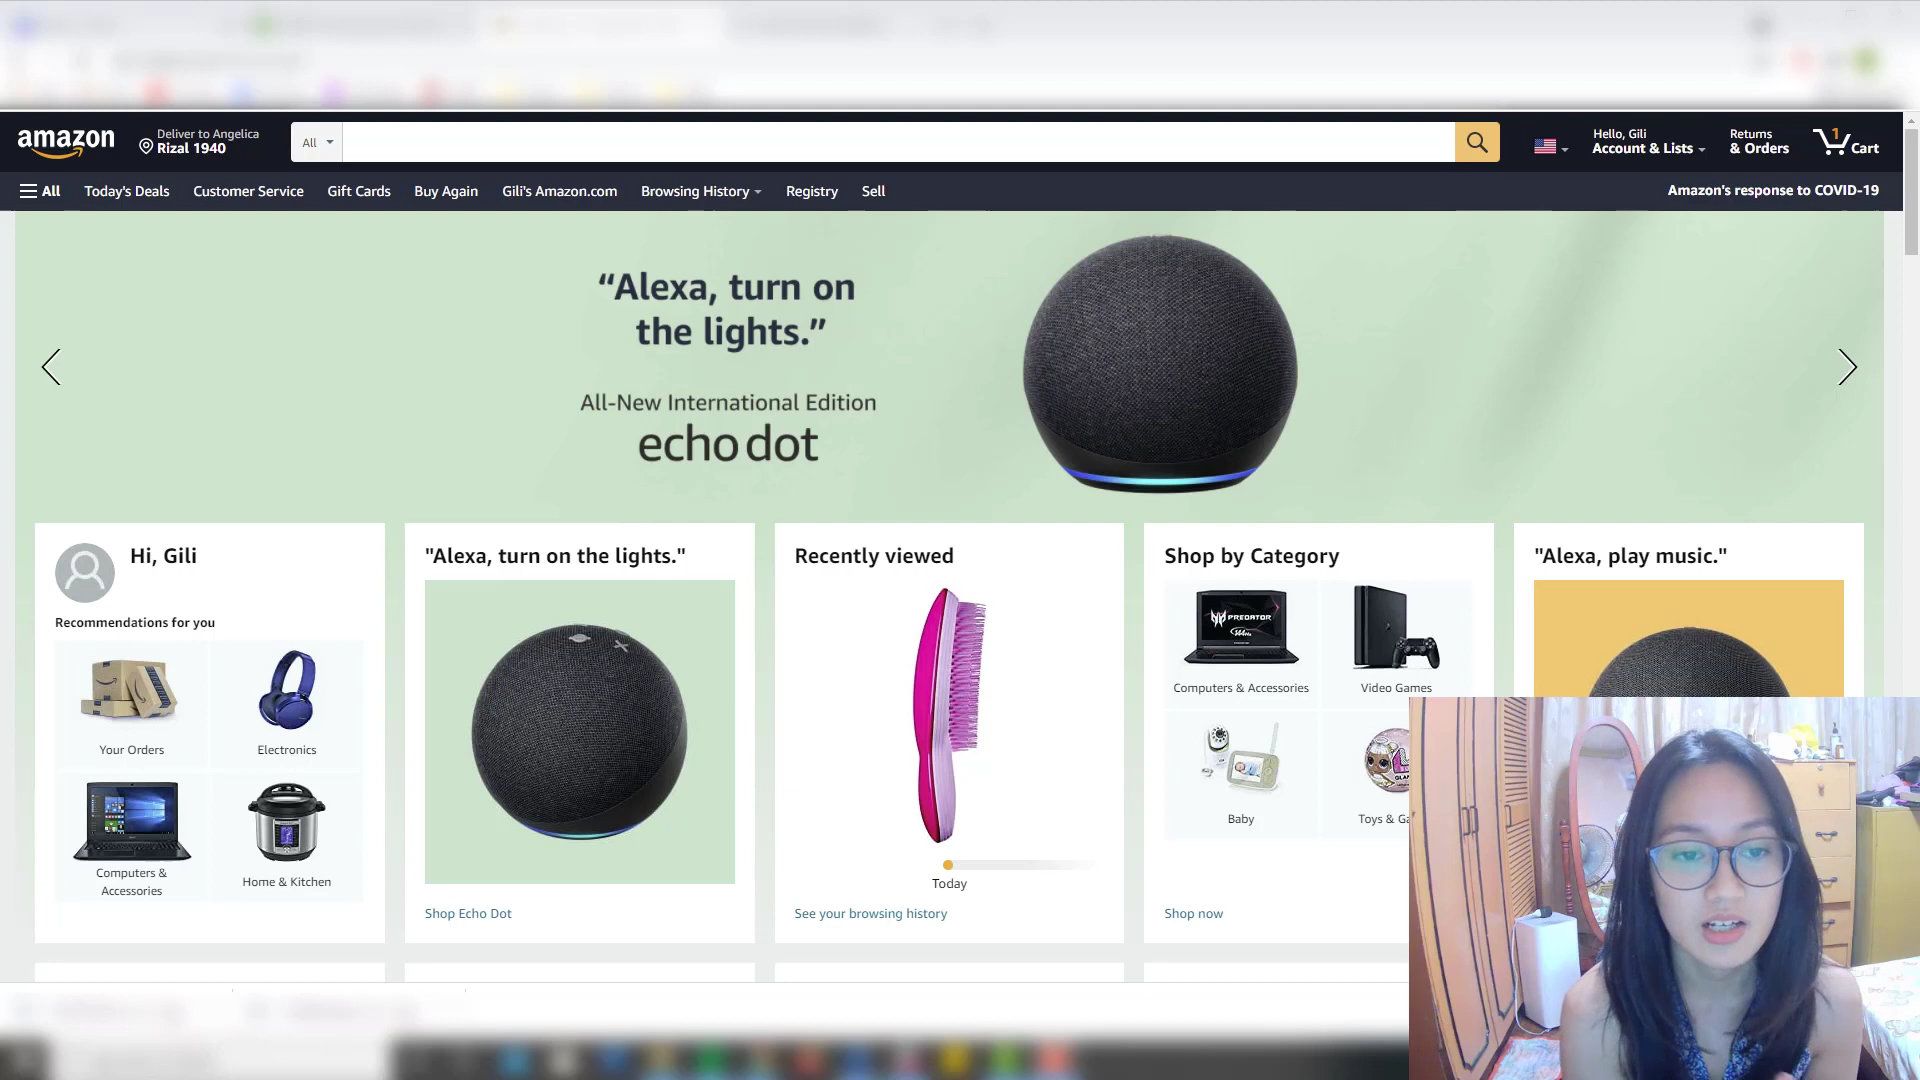 amazon
Deliver to Angelica
Rizal 1940
All
Hello, Gili
Account & Lists
Returns
& Orders
1
Cart
All
Today's Deals
Customer Service
Gift Cards
Buy Again
Gili's Amazon.com
Browsing History
Registry
Sell
Amazon's response to COVID-19
“Alexa, turn on
the lights.”
All-New International Edition
echo dot
Hi, Gili
Recommendations for you
Your Orders
Electronics
Computers &
Accessories
Home & Kitchen
"Alexa, turn on the lights."
Shop Echo Dot
Recently viewed
Today
See your browsing history
Shop by Category
PREDATOR
Computers & Accessories
Video Games
Baby
Toys &
Shop now
"Alexa, play music."